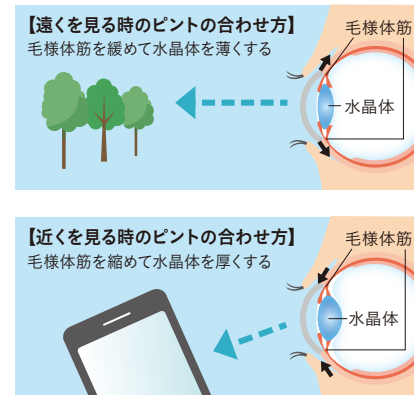 【遠くを見る時のピントの合わせ方】
毛様体筋を緩めて水晶体を薄くする
毛様体筋
水晶体
【近くを見る時のピントの合わせ方】
毛様体筋を縮めて水晶体を厚くする
毛様体筋
水晶体